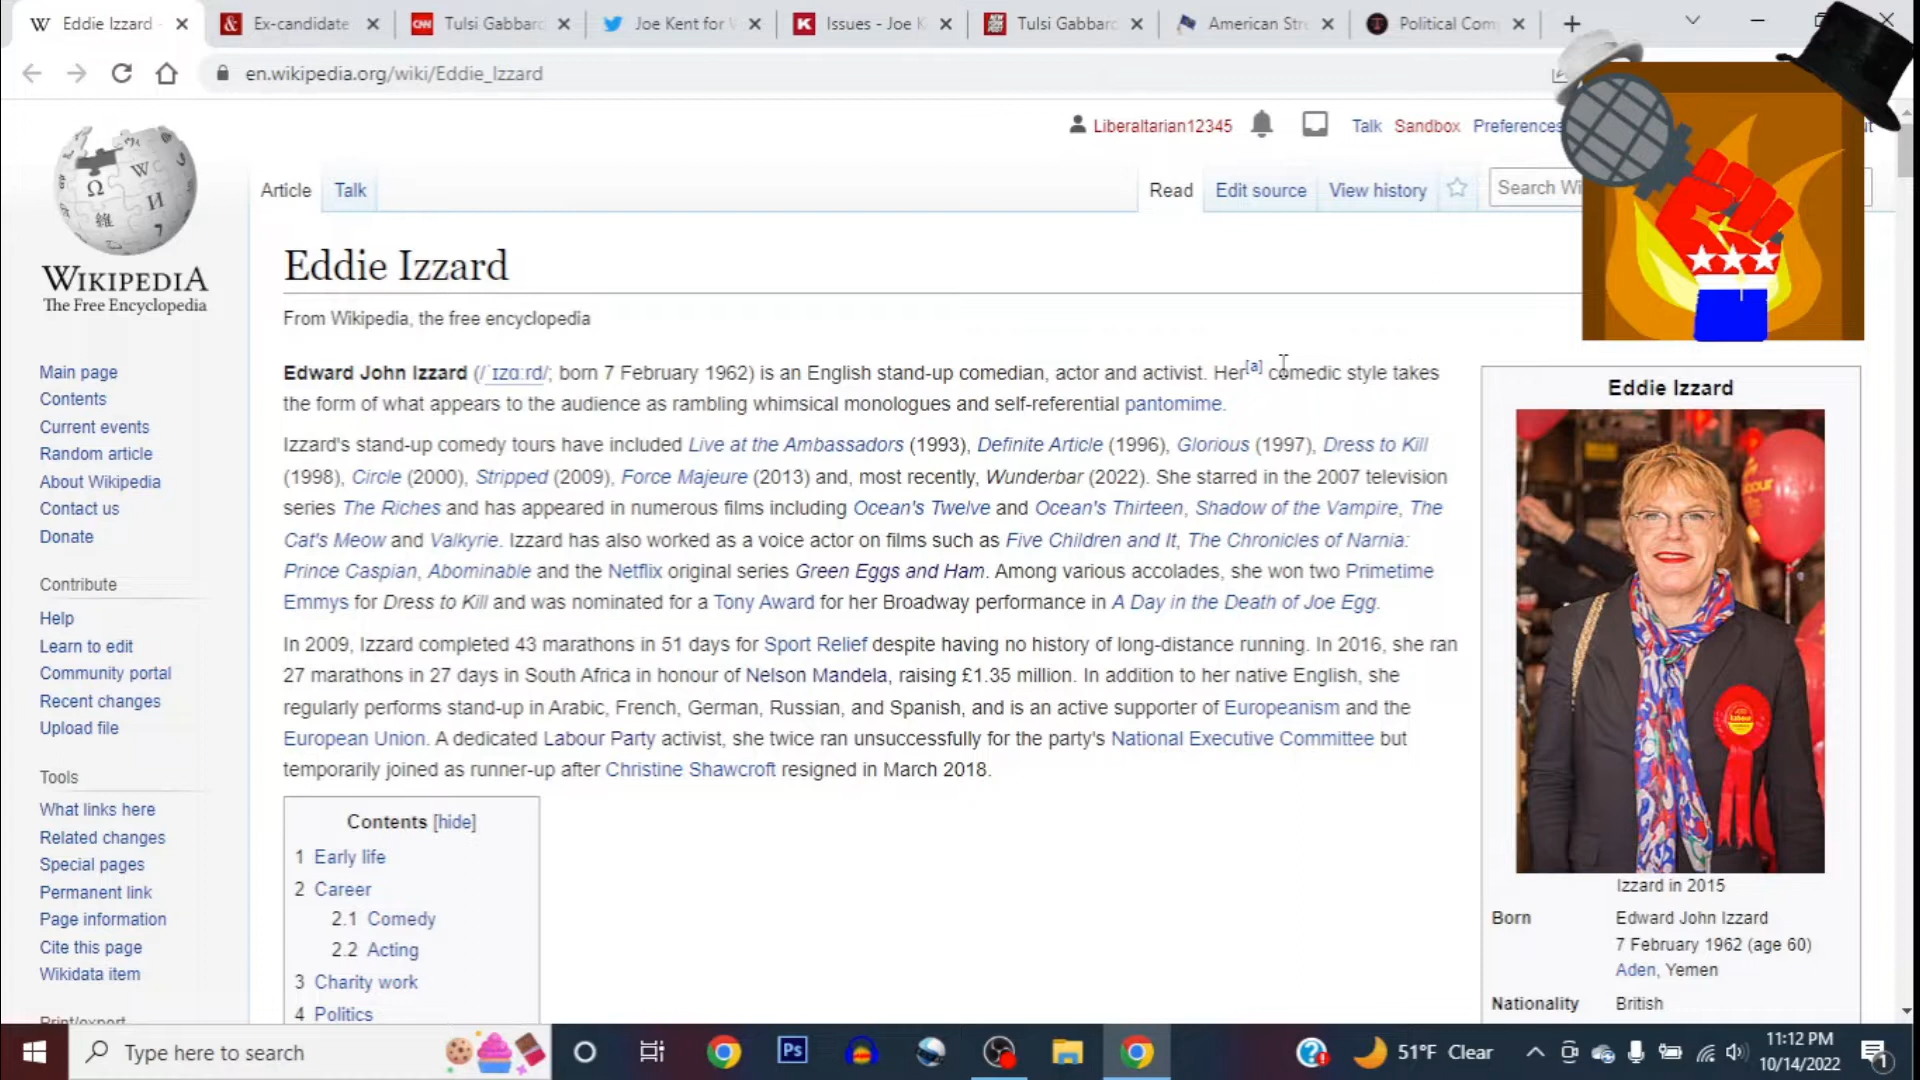 Eddie Izzard -
Ex-candidate
Tulsi Gabbard
Joe Kent for
Issues - Joe K
Tulsi Gabbard
American Str
Political Com
en.wikipedia.org/wiki/Eddie_Izzard
Liberaltarian12345 Talk Sandbox Preferences
Article Talk Read Edit source View history Search Wi
WIKIPEDIA
The Free Encyclopedia
Eddie Izzard
From Wikipedia, the free encyclopedia
Edward John Izzard (/ˈɪzɑːrd/; born 7 February 1962) is an English stand-up comedian, actor and activist. Her[a] comedic style takes
the form of what appears to the audience as rambling whimsical monologues and self-referential pantomime.
Izzard's stand-up comedy tours have included Live at the Ambassadors (1993), Definite Article (1996), Glorious (1997), Dress to Kill
(1998), Circle (2000), Stripped (2009), Force Majeure (2013) and, most recently, Wunderbar (2022). She starred in the 2007 television
series The Riches and has appeared in numerous films including Ocean's Twelve and Ocean's Thirteen, Shadow of the Vampire, The
Cat's Meow and Valkyrie. Izzard has also worked as a voice actor on films such as Five Children and It, The Chronicles of Narnia:
Prince Caspian, Abominable and the Netflix original series Green Eggs and Ham. Among various accolades, she won two Primetime
Emmys for Dress to Kill and was nominated for a Tony Award for her Broadway performance in A Day in the Death of Joe Egg.
In 2009, Izzard completed 43 marathons in 51 days for Sport Relief despite having no history of long-distance running. In 2016, she ran
27 marathons in 27 days in South Africa in honour of Nelson Mandela, raising £1.35 million. In addition to her native English, she
regularly performs stand-up in Arabic, French, German, Russian, and Spanish, and is an active supporter of Europeanism and the
European Union. A dedicated Labour Party activist, she twice ran unsuccessfully for the party's National Executive Committee but
temporarily joined as runner-up after Christine Shawcroft resigned in March 2018.
Contents [hide]
1 Early life
2 Career
2.1 Comedy
2.2 Acting
3 Charity work
4 Politics
Main page
Contents
Current events
Random article
About Wikipedia
Contact us
Donate
Contribute
Help
Learn to edit
Community portal
Recent changes
Upload file
Tools
What links here
Related changes
Special pages
Permanent link
Page information
Cite this page
Wikidata item
Print/export
Eddie Izzard
Izzard in 2015
Born Edward John Izzard
7 February 1962 (age 60)
Aden, Yemen
Nationality British
Type here to search
Ps
51°F Clear
11:12 PM
10/14/2022
1